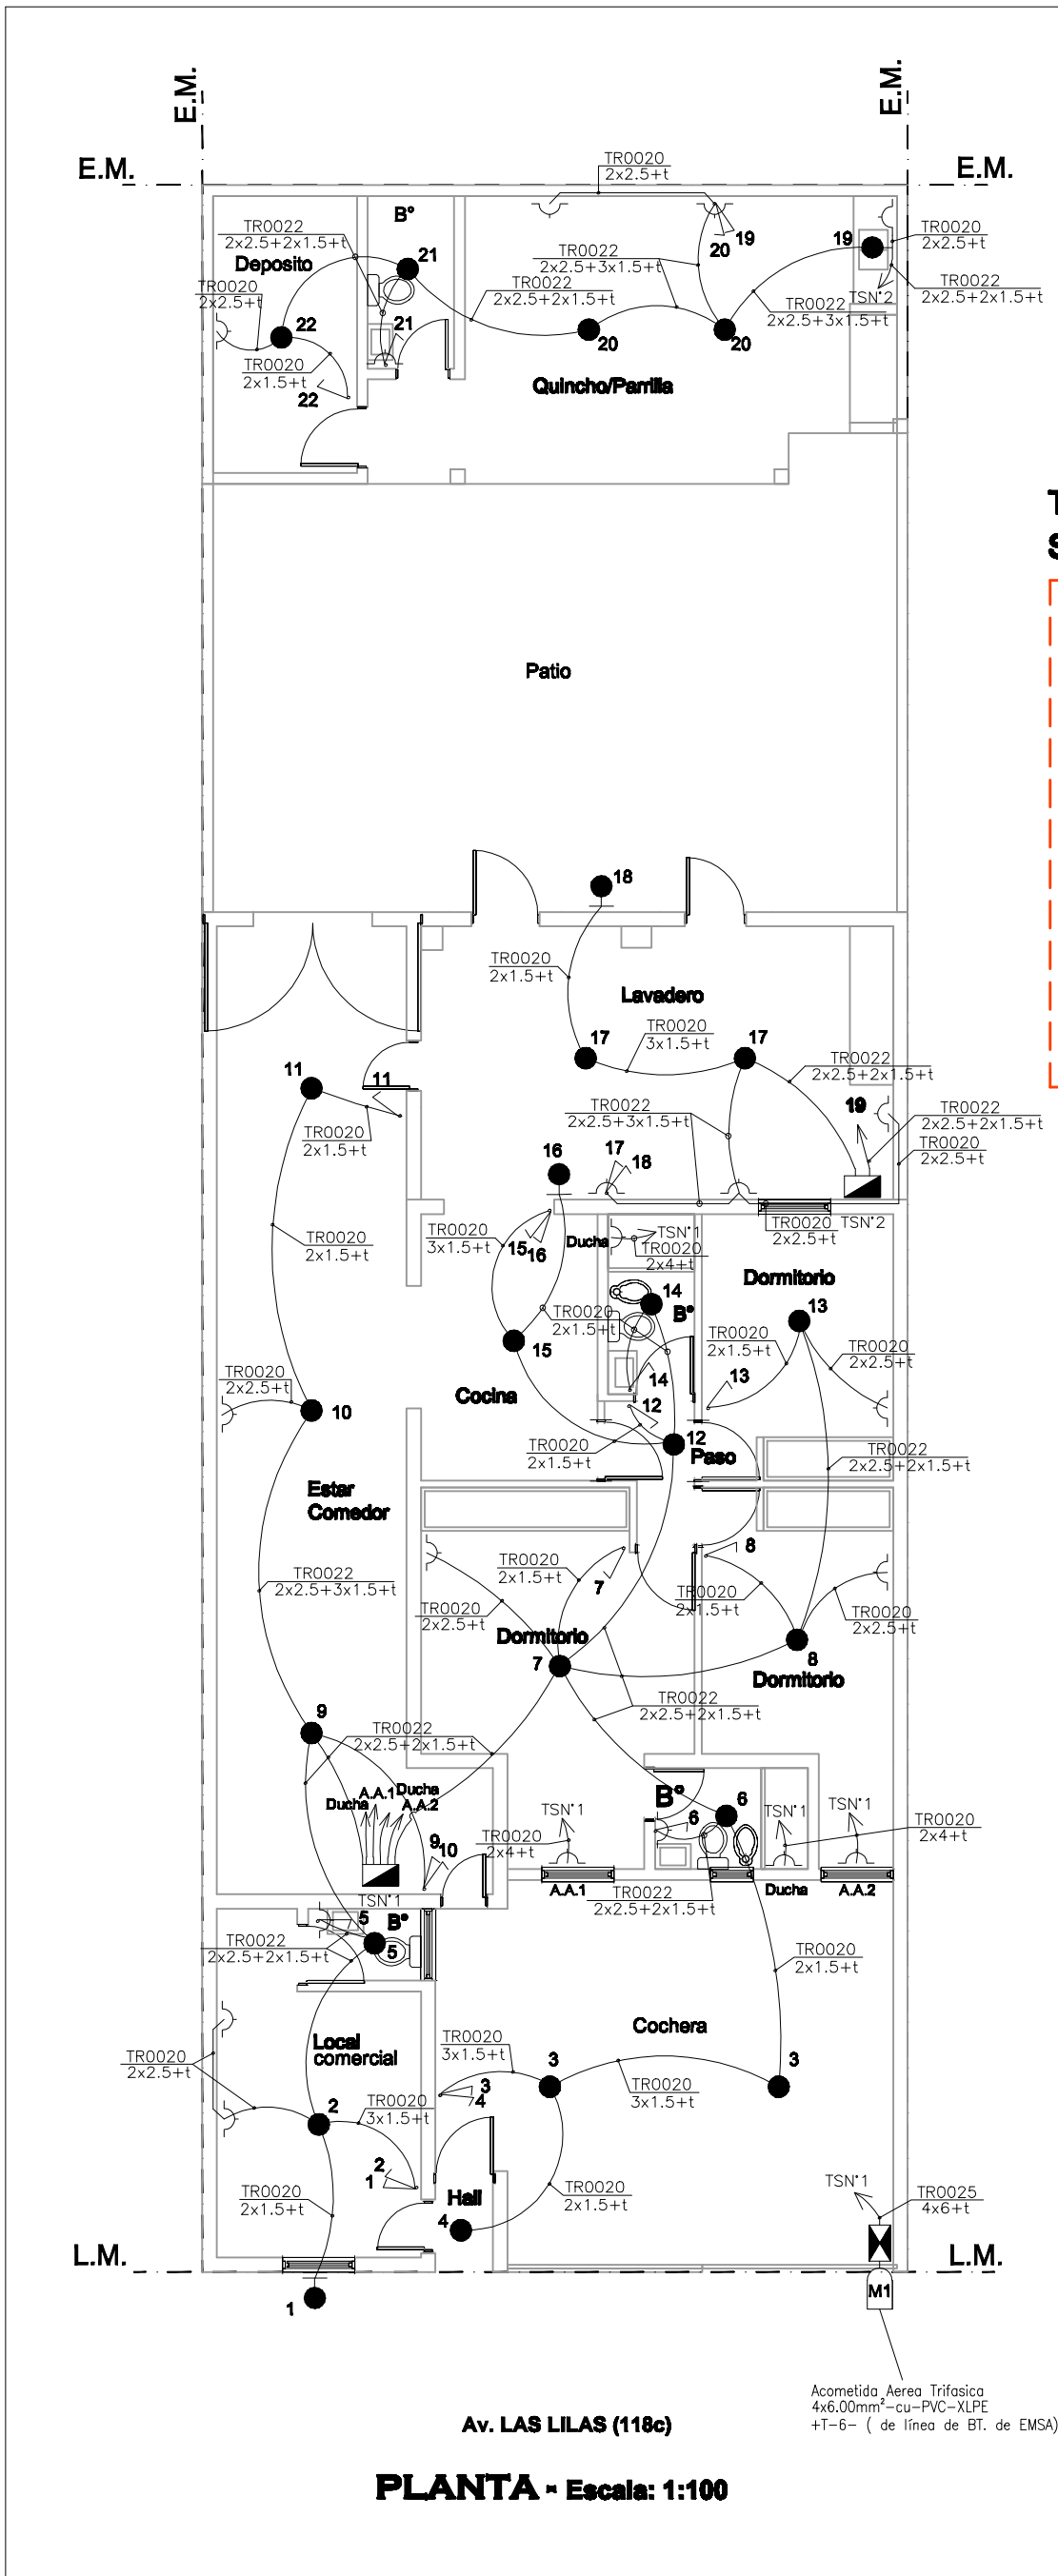 E.M.
E.M.
E.M.
E.M.
TR0020
2x2.5+t
B°
TR0022
2x2.5+2x1.5+t
Deposito
21
TR0022
2x2.5+3x1.5+t
19
20
19
TR0020
2x2.5+t
TR0020
2x2.5+t
TR0022
2x2.5+2x1.5+t
TR0022
2x2.5+3x1.5+t
TSN°2
TR0022
2x2.5+2x1.5+t
22
21
20
20
TR0020
2x1.5+t
22
Quincho/Parrilla
T
S
Patio
18
TR0020
2x1.5+t
Lavadero
17
TR0020
3x1.5+t
17
TR0022
2x2.5+2x1.5+t
11
11
TR0020
2x1.5+t
TR0022
2x2.5+3x1.5+t
19
TR0022
2x2.5+2x1.5+t
TR0020
2x2.5+t
17
18
16
TR0020
2x1.5+t
TR0020
3x1.5+t
15
16
Ducha
TSN°1
TR0020
2x4+t
TR0020
2x2.5+t
TSN°2
Dormitorio
14
B°
13
TR0020
2x1.5+t
15
TR0020
2x1.5+t
TR0020
2x2.5+t
TR0020
2x2.5+t
14
13
Cocina
10
12
TR0020
2x1.5+t
12
Paso
TR0022
2x2.5+2x1.5+t
Estar
Comedor
TR0020
2x1.5+t
7
8
TR0022
2x2.5+3x1.5+t
TR0020
2x1.5+t
TR0020
2x2.5+t
TR0020
2x2.5+t
Dormitorio
7
8
Dormitorio
TR0022
2x2.5+2x1.5+t
9
TR0022
2x2.5+2x1.5+t
Ducha
A.A.1
Ducha
A.A.2
B°
6
6
TSN°1
TSN°1
TSN°1
TR0020
2x4+t
TR0020
2x4+t
9
10
TSN°1
A.A.1
TR0022
2x2.5+2x1.5+t
Ducha
A.A.2
5
B°
5
TR0022
2x2.5+2x1.5+t
TR0020
2x1.5+t
Local
comercial
Cochera
TR0020
3x1.5+t
TR0020
2x2.5+t
3
3
4
TR0020
3x1.5+t
3
2
TR0020
3x1.5+t
2
1
TR0020
2x1.5+t
Hall
4
TR0020
2x1.5+t
TSN°1
TR0025
4x6+t
L.M.
L.M.
M1
1
Acometida Aerea Trifasica
4x6.00mm²-cu-PVC-XLPE
+T-6- ( de línea de BT. de EMSA)
Av. LAS LILAS (118c)
PLANTA - Escala: 1:100